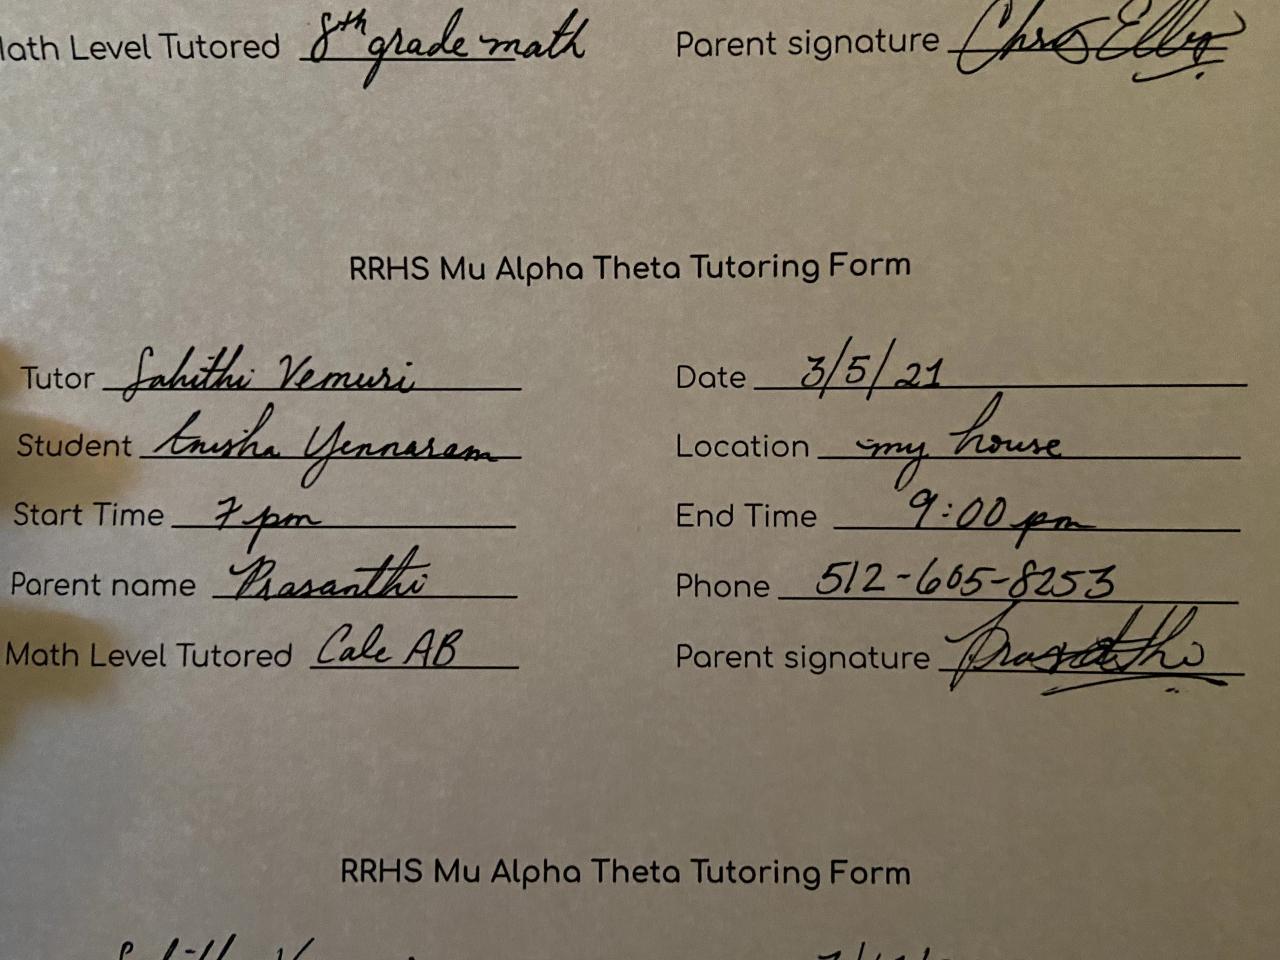 Math Level Tutored 8th grade math Parent signature
RRHS Mu Alpha Theta Tutoring Form
Tutor Sahithi Vemuri Date 3/5/21
Student Anisha Yennaram Location my house
Start Time 7 pm End Time 9:00 pm
Parent name Prasanthi Phone 512-605-8253
Math Level Tutored Calc AB Parent signature Prasanthi
RRHS Mu Alpha Theta Tutoring Form